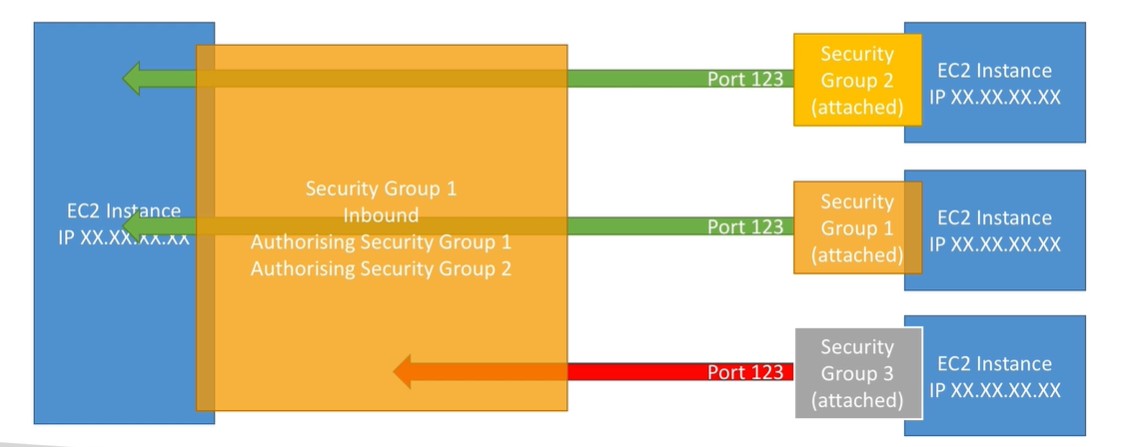 EC2 Instance
IP XX.XX.XX.XX
Security Group 1
Inbound
Authorising Security Group 1
Authorising Security Group 2
Port 123
Security
Group 2
(attached)
EC2 Instance
IP XX.XX.XX.XX
Port 123
Security
Group 1
(attached)
EC2 Instance
IP XX.XX.XX.XX
Port 123
Security
Group 3
(attached)
EC2 Instance
IP XX.XX.XX.XX